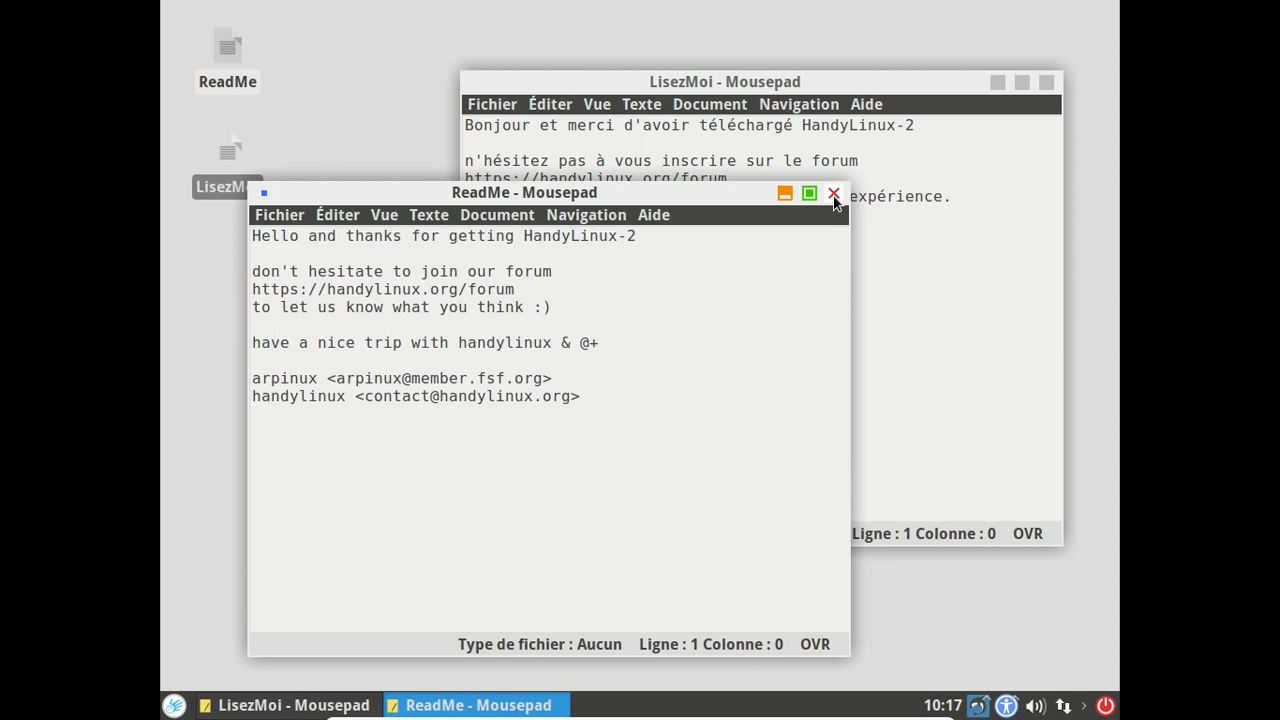 ReadMe
LisezMoi - Mousepad
Fichier Éditer Vue Texte Document Navigation Aide
Bonjour et merci d'avoir téléchargé HandyLinux-2
n'hésitez pas à vous inscrire sur le forum
https://handylinux.org/forum
expérience.
Ligne : 1 Colonne : 0 OVR
ReadMe - Mousepad
Fichier Éditer Vue Texte Document Navigation Aide
Hello and thanks for getting HandyLinux-2
don't hesitate to join our forum
https://handylinux.org/forum
to let us know what you think :)
have a nice trip with handylinux & @+
arpinux <arpinux@member.fsf.org>
handylinux <contact@handylinux.org>
Type de fichier : Aucun Ligne : 1 Colonne : 0 OVR
LisezMoi - Mousepad ReadMe - Mousepad 10:17